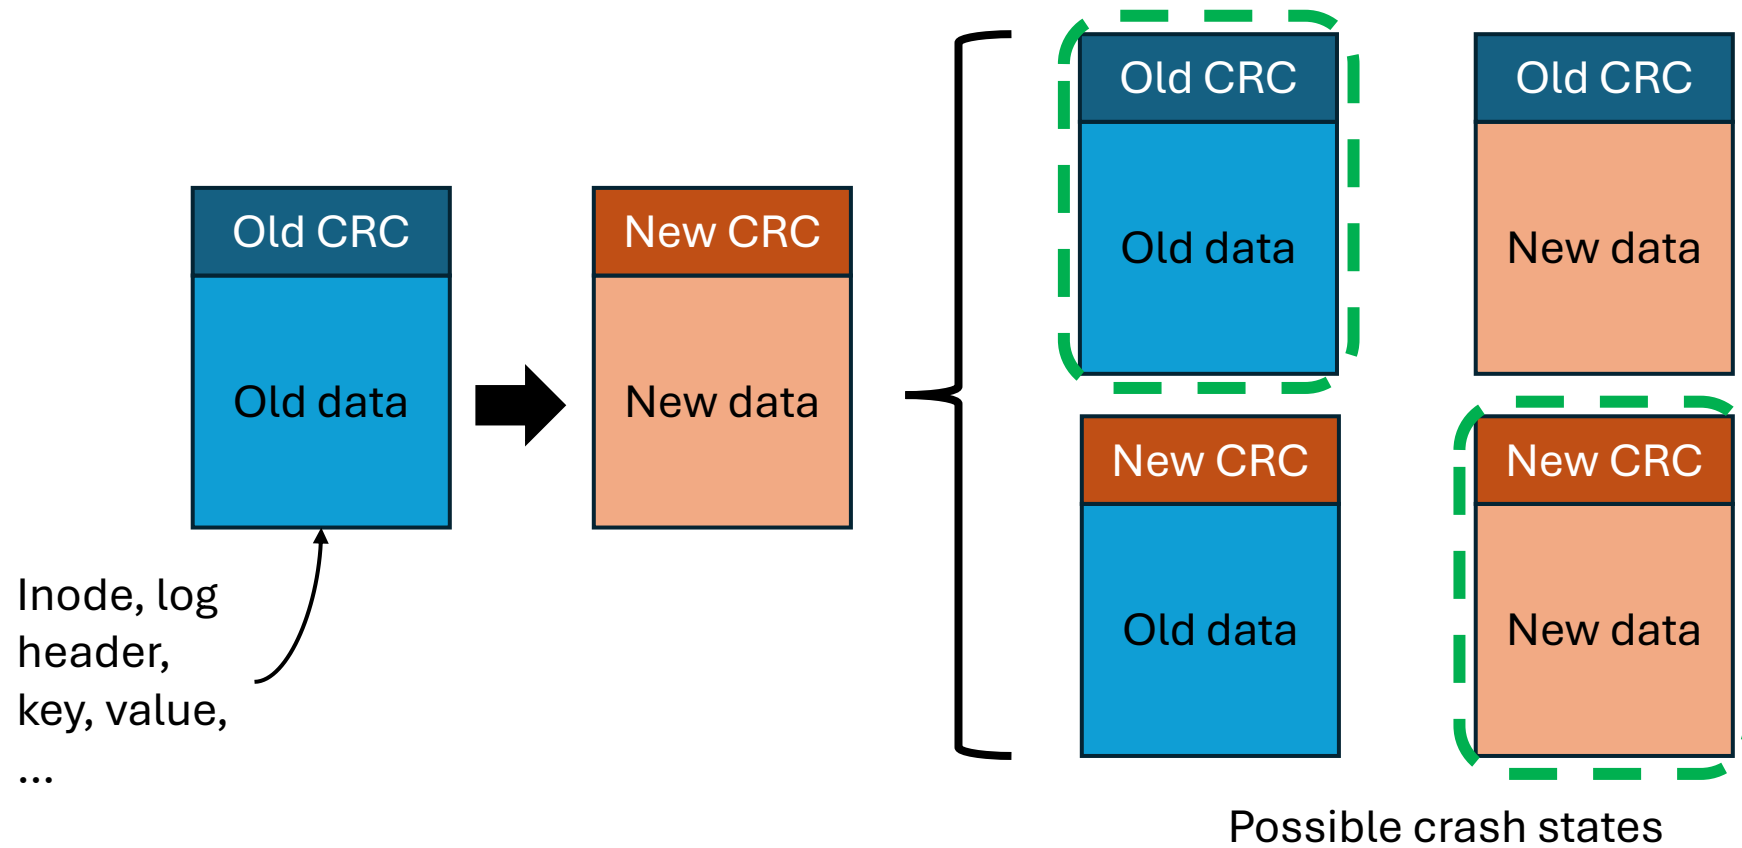 Old CRC
Old data
New CRC
New data
Inode, log
header,
key, value,
...
Old CRC
Old data
Old CRC
New data
New CRC
Old data
New CRC
New data
Possible crash states